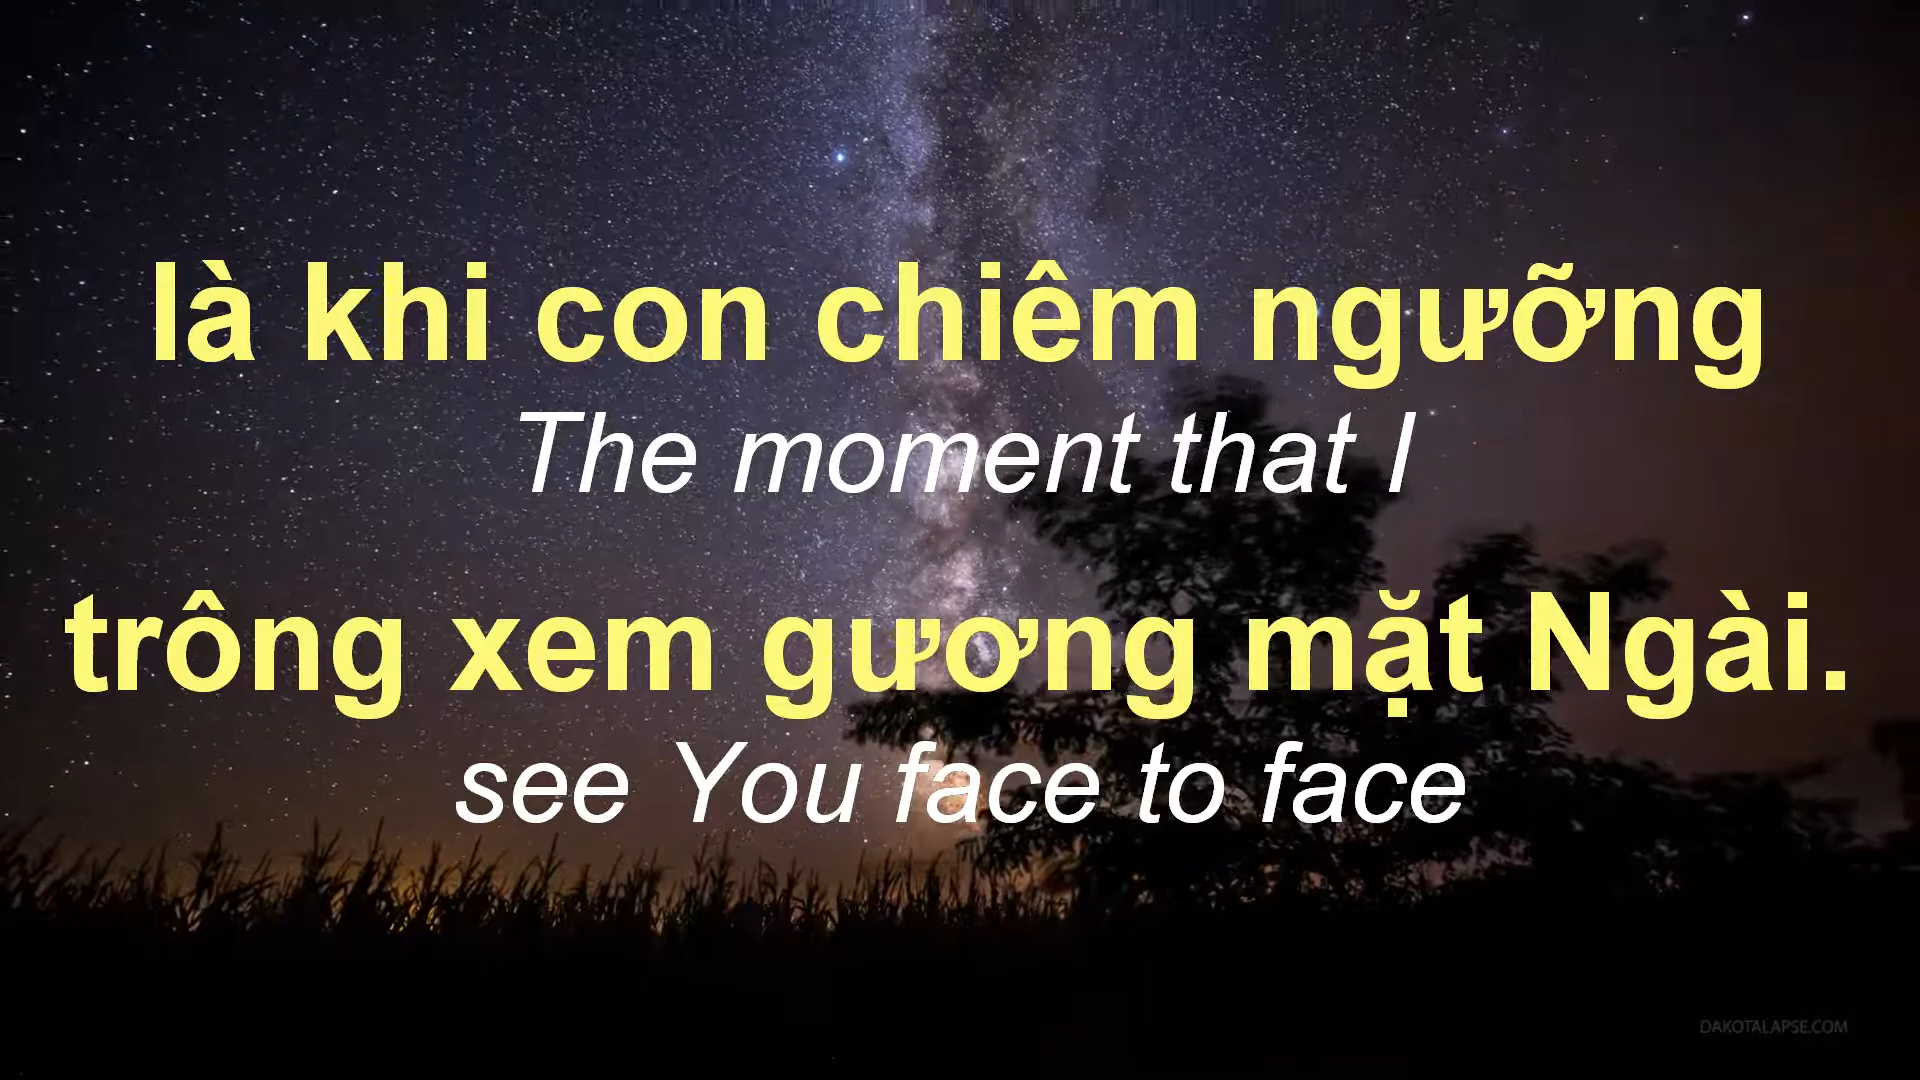 là khi con chiêm ngưỡng
The moment that I
trông xem gương mặt Ngài.
see You face to face
DAKOTALAPSE.COM